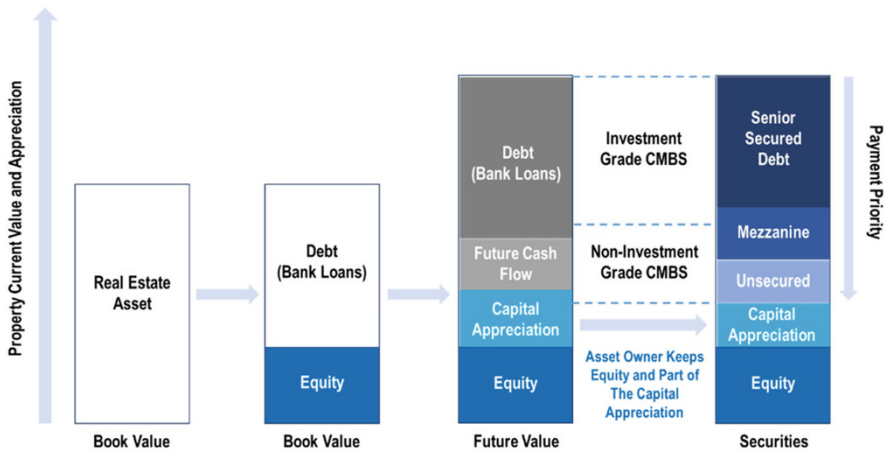 Property Current Value and Appreciation
Real Estate
Asset
Book Value
Debt
(Bank Loans)
Equity
Book Value
Debt
(Bank Loans)
Future Cash
Flow
Capital
Appreciation
Equity
Future Value
Investment
Grade CMBS
Non-Investment
Grade CMBS
Asset Owner Keeps
Equity and Part of
The Capital
Appreciation
Senior
Secured
Debt
Mezzanine
Unsecured
Capital
Appreciation
Equity
Securities
Payment Priority